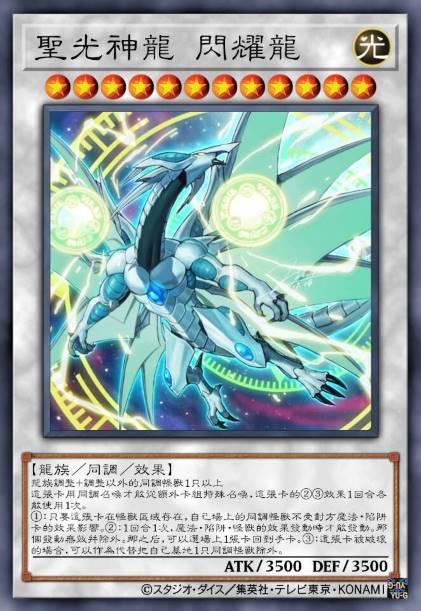 聖光神龍 閃耀龍
光
【龍族／同調／效果】
龍族調整+調整以外的同調怪獸1只以上
這張卡用同調召喚才能從額外卡組特殊召喚，這張卡的②③效果1回合各
能使用1次。
①:只要這張卡在怪獸區域存在，自己場上的同調怪獸不受對方魔法·陷阱
卡的效果影響。②:1回合1次，魔法·陷阱·怪獸的效果發動時才能發動。那
個發動無效并除外。那之後，可以選場上1張卡回到手卡。③:這張卡被破壞
的場合，可以作為代替把自己墓地1只同調怪獸除外。
ATK/3500 DEF/3500
©スタジオ・ダイス／集英社・テレビ東京・KONAMI